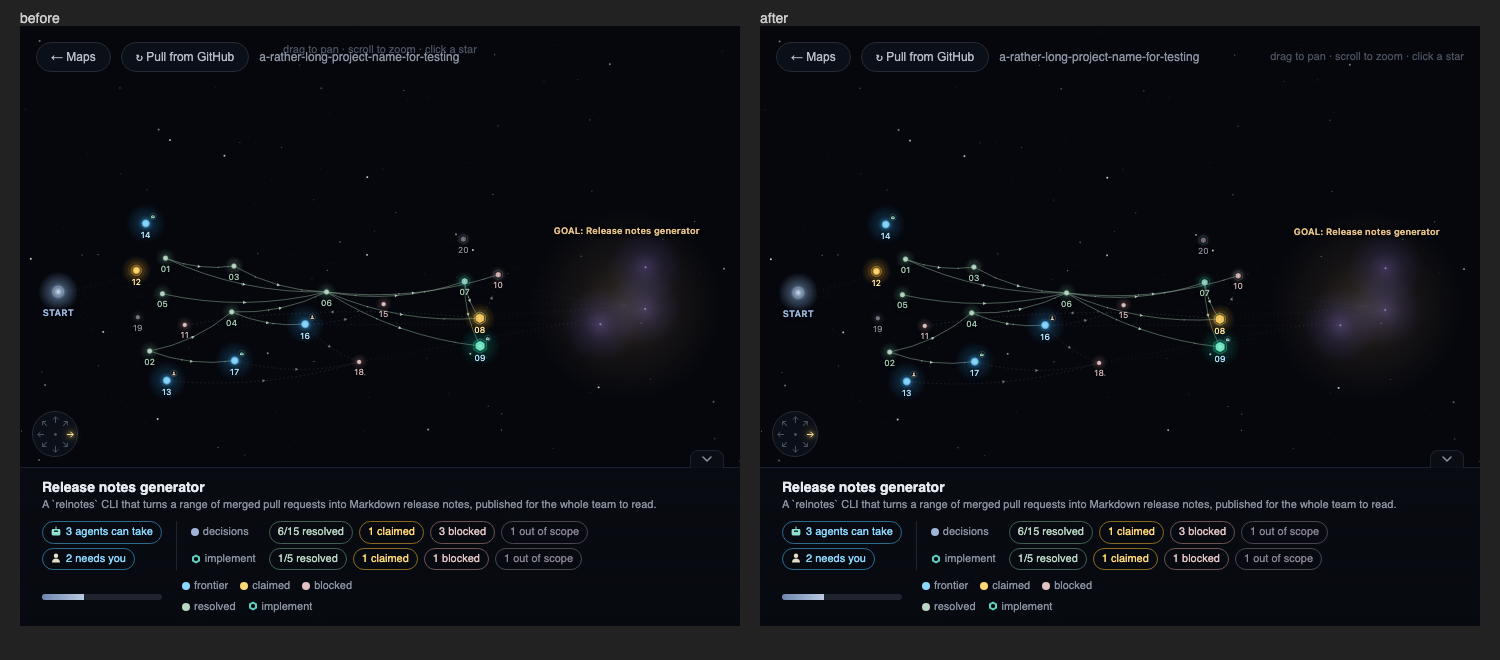 before
drag to pan · scroll to zoom · click a star
← Maps
↻ Pull from GitHub
a-rather-long-project-name-for-testing
14
01
03
12
05
06
START
19
11
04
16
15
02
17
13
18
20
10
07
08
09
GOAL: Release notes generator
Release notes generator
A `relnotes` CLI that turns a range of merged pull requests into Markdown release notes, published for the whole team to read.
3 agents can take
decisions
6/15 resolved
1 claimed
3 blocked
1 out of scope
2 needs you
implement
1/5 resolved
1 claimed
1 blocked
1 out of scope
frontier
claimed
blocked
resolved
implement
after
← Maps
↻ Pull from GitHub
a-rather-long-project-name-for-testing
drag to pan · scroll to zoom · click a star
14
01
03
12
05
06
START
19
11
04
16
15
02
17
13
18
20
10
07
08
09
GOAL: Release notes generator
Release notes generator
A `relnotes` CLI that turns a range of merged pull requests into Markdown release notes, published for the whole team to read.
3 agents can take
decisions
6/15 resolved
1 claimed
3 blocked
1 out of scope
2 needs you
implement
1/5 resolved
1 claimed
1 blocked
1 out of scope
frontier
claimed
blocked
resolved
implement